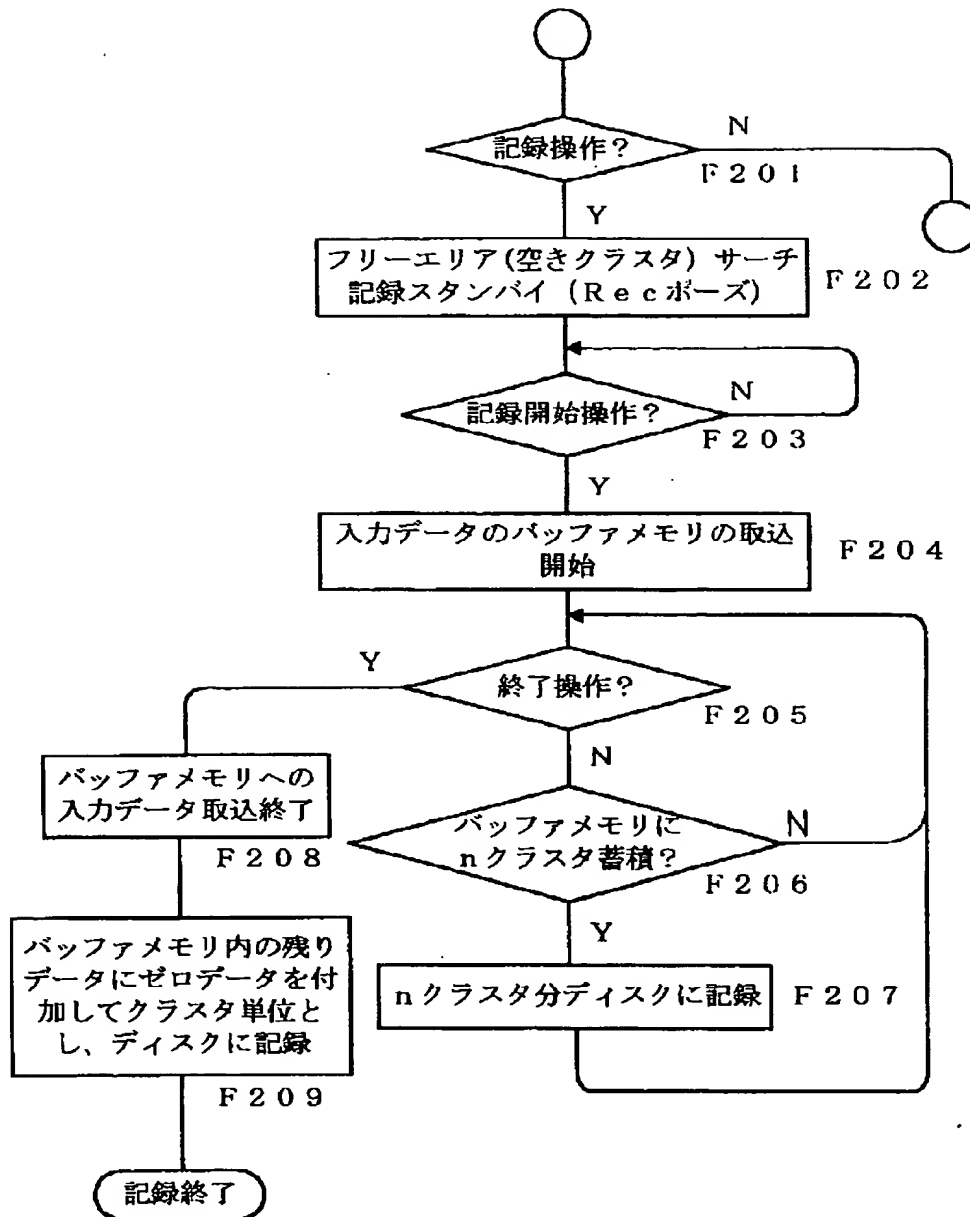 記録操作？
N
F201
Y
フリーエリア(空きクラスタ) サーチ
記録スタンバイ (Recポーズ)
F202
記録開始操作？
N
F203
Y
入力データのバッファメモリの取込
開始
F204
終了操作？
Y
F205
N
バッファメモリへの
入力データ取込終了
F208
バッファメモリに
nクラスタ蓄積？
N
F206
Y
nクラスタ分ディスクに記録
F207
バッファメモリ内の残り
データにゼロデータを付
加してクラスタ単位と
し、ディスクに記録
F209
記録終了